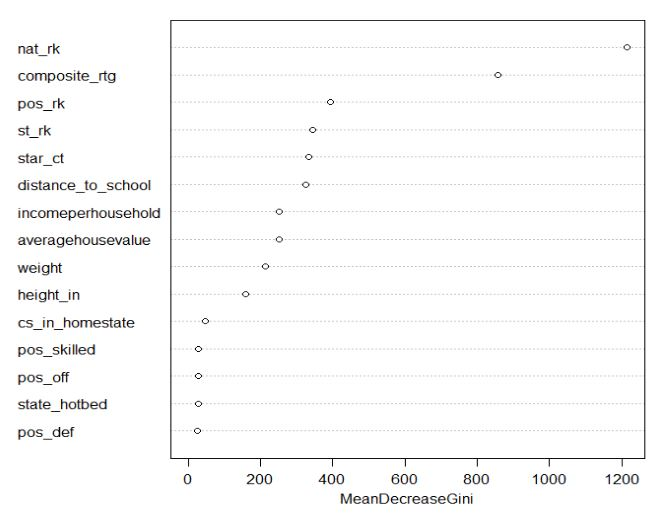 nat_rk
composite_rtg
pos_rk
st_rk
star_ct
distance_to_school
incomeperhousehold
averagehousevalue
weight
height_in
cs_in_homestate
pos_skilled
pos_off
state_hotbed
pos_def
0 200 400 600 800 1000 1200
MeanDecreaseGini